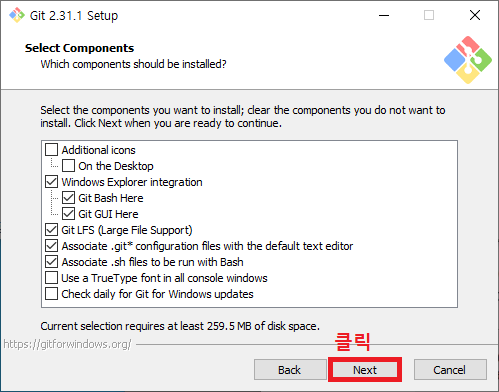 Git 2.31.1 Setup
Select Components
Which components should be installed?
Select the components you want to install; clear the components you do not want to
install. Click Next when you are ready to continue.
Additional icons
On the Desktop
Windows Explorer integration
Git Bash Here
Git GUI Here
Git LFS (Large File Support)
Associate .git* configuration files with the default text editor
Associate .sh files to be run with Bash
Use a TrueType font in all console windows
Check daily for Git for Windows updates
Current selection requires at least 259.5 MB of disk space.
https://gitforwindows.org/
클릭
Back
Next
Cancel